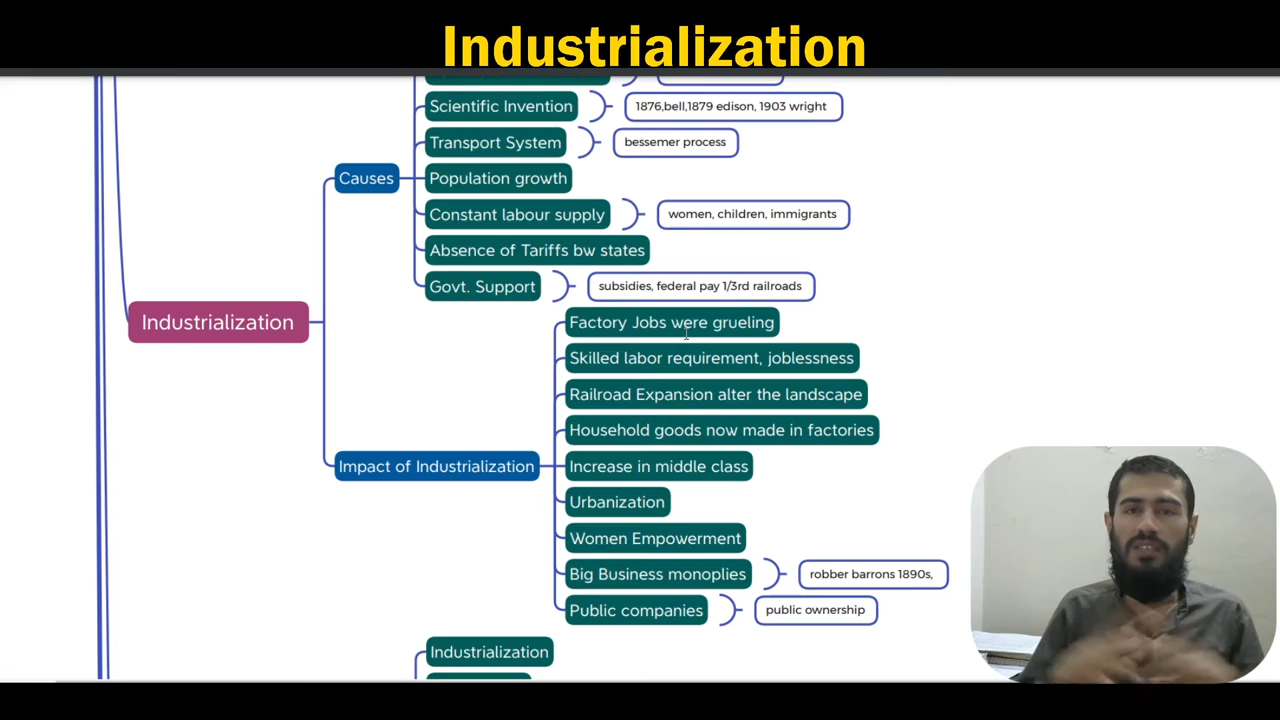 Industrialization
Scientific Invention
1876,bell,1879 edison, 1903 wright
Transport System
bessemer process
Causes
Population growth
Constant labour supply
women, children, immigrants
Absence of Tariffs bw states
Govt. Support
subsidies, federal pay 1/3rd railroads
Industrialization
Factory Jobs were grueling
Skilled labor requirement, joblessness
Railroad Expansion alter the landscape
Household goods now made in factories
Impact of Industrialization
Increase in middle class
Urbanization
Women Empowerment
Big Business monoplies
robber barrons 1890s,
Public companies
public ownership
Industrialization